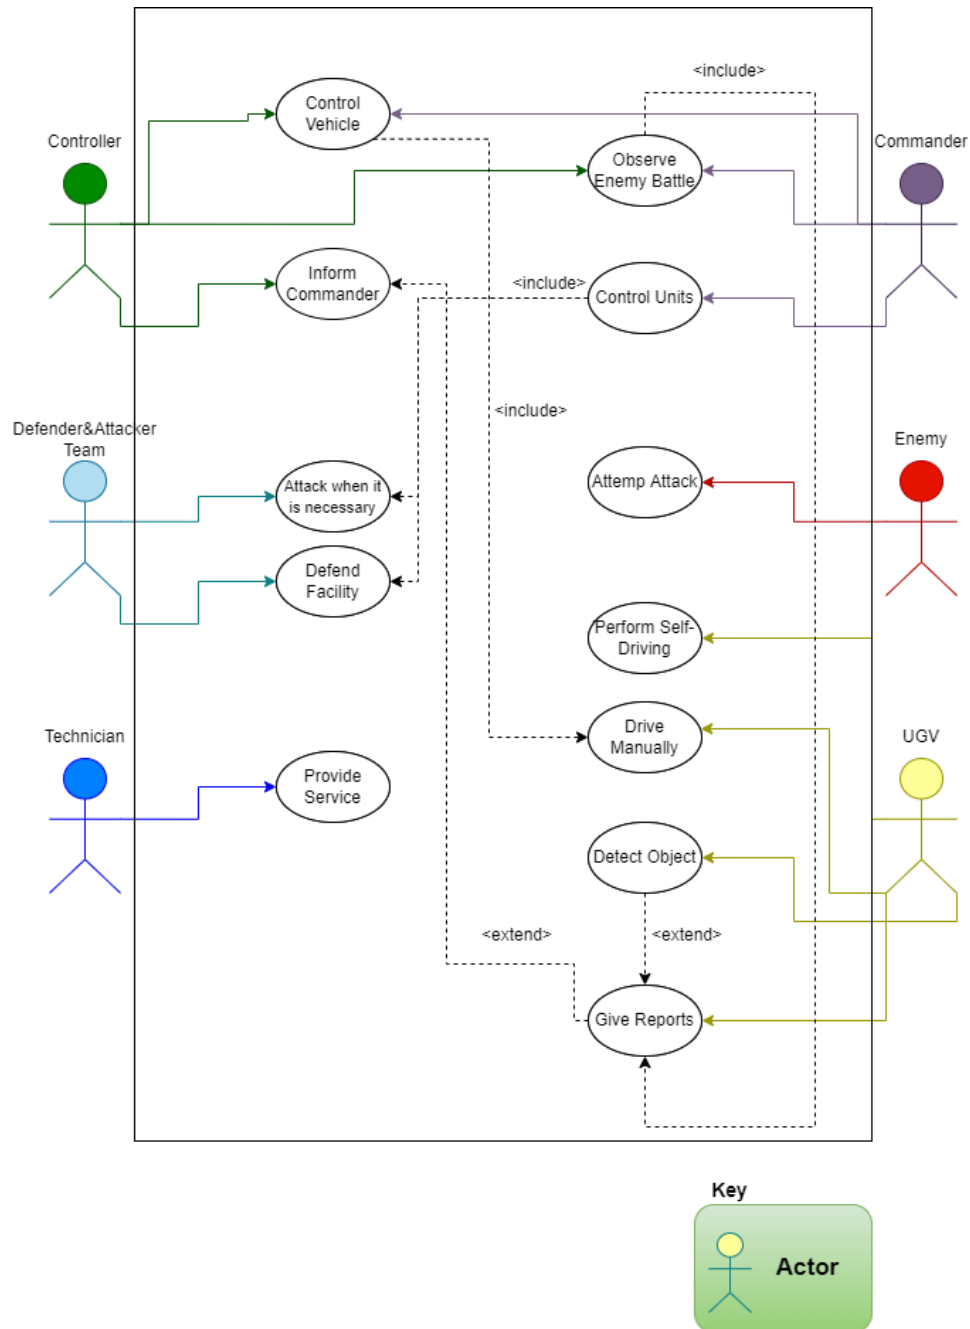 <include>
Control
Vehicle
Controller
Commander
Observe
Enemy Battle
Inform
Commander
<include>
Control Units
<include>
Defender&Attacker
Team
Enemy
Attack when it
is necessary
Attemp Attack
Defend
Facility
Perform Self-
Driving
Technician
Drive
Manually
UGV
Provide
Service
Detect Object
<extend>
<extend>
Give Reports
Key
Actor